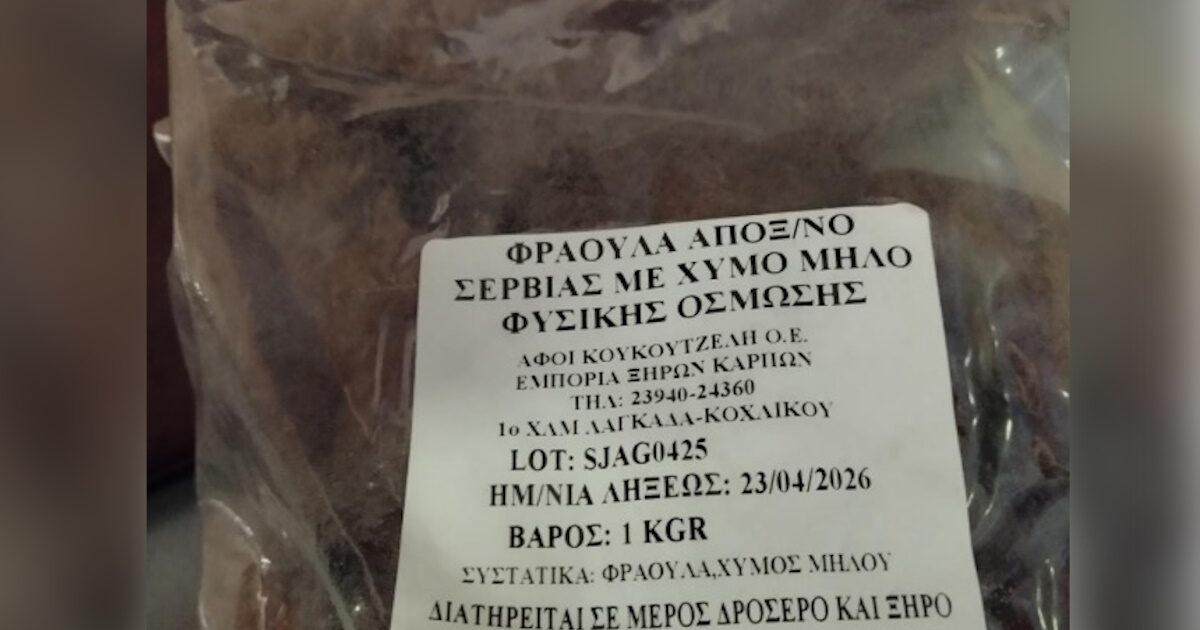 ΦΡΑΟΥΛΑ ΑΠΟΞ/ΝΟ
ΣΕΡΒΙΑΣ ΜΕ ΧΥΜΟ ΜΗΛΟ
ΦΥΣΙΚΗΣ ΟΣΜΩΣΗΣ
ΑΦΟΙ ΚΟΥΚΟΥΤΖΕΛΗ Ο.Ε.
ΕΜΠΟΡΙΑ ΞΗΡΩΝ ΚΑΡΠΩΝ
ΤΗΛ: 23940-24360
1ο ΧΛΜ ΛΑΓΚΑΔΑ-ΚΟΧΛΙΚΟΥ
LOT: SJAG0425
ΗΜ/ΝΙΑ ΛΗΞΕΩΣ: 23/04/2026
ΒΑΡΟΣ: 1 KGR
ΣΥΣΤΑΤΙΚΑ: ΦΡΑΟΥΛΑ,ΧΥΜΟΣ ΜΗΛΟΥ
ΔΙΑΤΗΡΕΙΤΑΙ ΣΕ ΜΕΡΟΣ ΔΡΟΣΕΡΟ ΚΑΙ ΞΗΡΟ